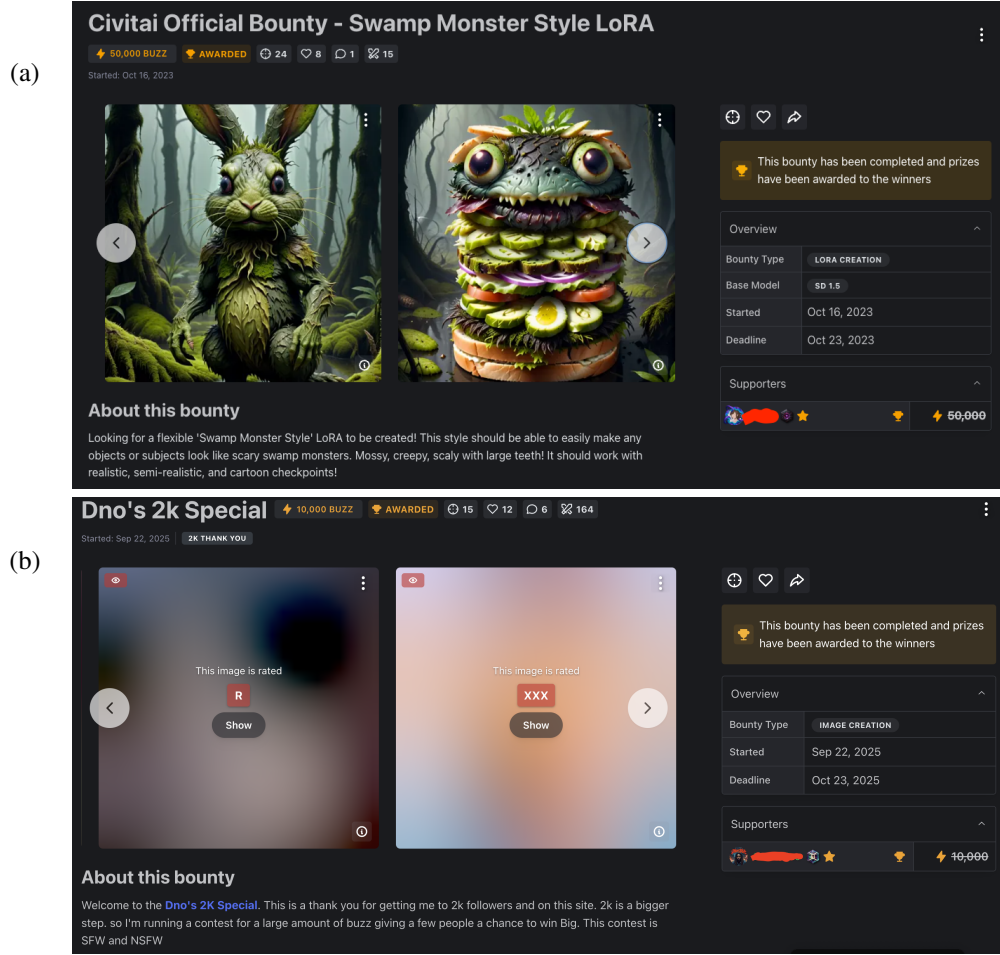 (a)
Civitai Official Bounty - Swamp Monster Style LoRA
50,000 BUZZ AWARDED 24 8 1 15
Started: Oct 16, 2023
This bounty has been completed and prizes
have been awarded to the winners
Overview
Bounty Type LORA CREATION
Base Model SD 1.5
Started Oct 16, 2023
Deadline Oct 23, 2023
Supporters
50,000
About this bounty
Looking for a flexible 'Swamp Monster Style' LoRA to be created! This style should be able to easily make any
objects or subjects look like scary swamp monsters. Mossy, creepy, scaly with large teeth! It should work with
realistic, semi-realistic, and cartoon checkpoints!
(b)
Dno's 2k Special 10,000 BUZZ AWARDED 15 12 6 164
Started: Sep 22, 2025 2K THANK YOU
This image is rated
R
Show
This image is rated
XXX
Show
This bounty has been completed and prizes
have been awarded to the winners
Overview
Bounty Type IMAGE CREATION
Started Sep 22, 2025
Deadline Oct 23, 2025
Supporters
10,000
About this bounty
Welcome to the Dno's 2K Special. This is a thank you for getting me to 2k followers and on this site. 2k is a bigger
step. so I'm running a contest for a large amount of buzz giving a few people a chance to win Big. This contest is
SFW and NSFW